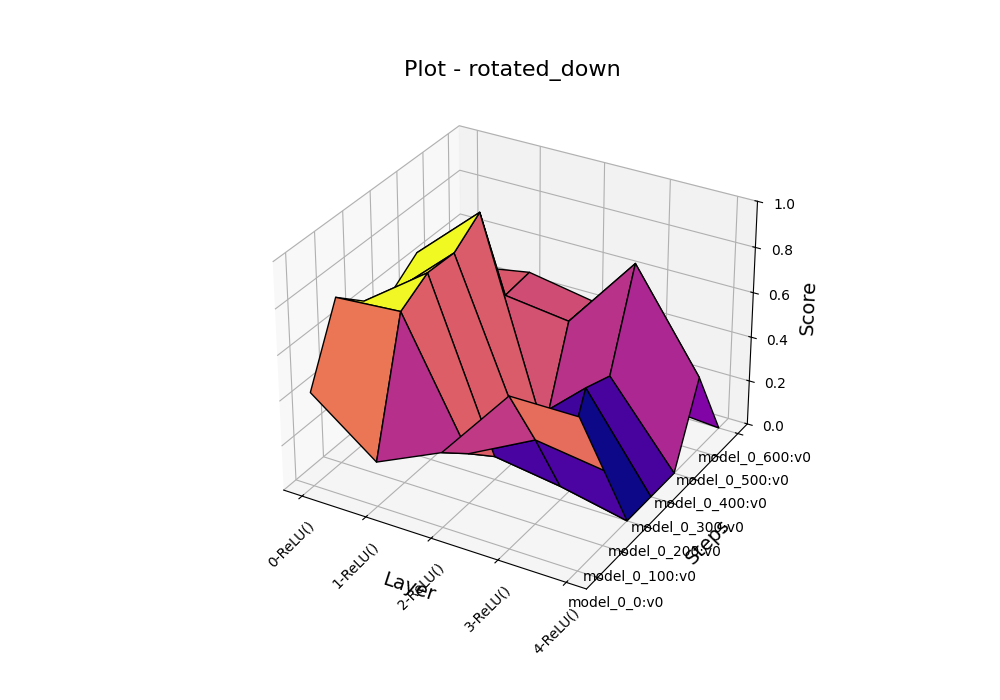 Plot - rotated_down
1.0
0.8
0.6
0.4
0.2
0.0
Score
model_0_600:v0
model_0_500:v0
model_0_400:v0
model_0_300:v0
model_0_200:v0
model_0_100:v0
model_0_0:v0
Steps
0-ReLU()
1-ReLU()
2-ReLU()
3-ReLU()
4-ReLU()
Layer